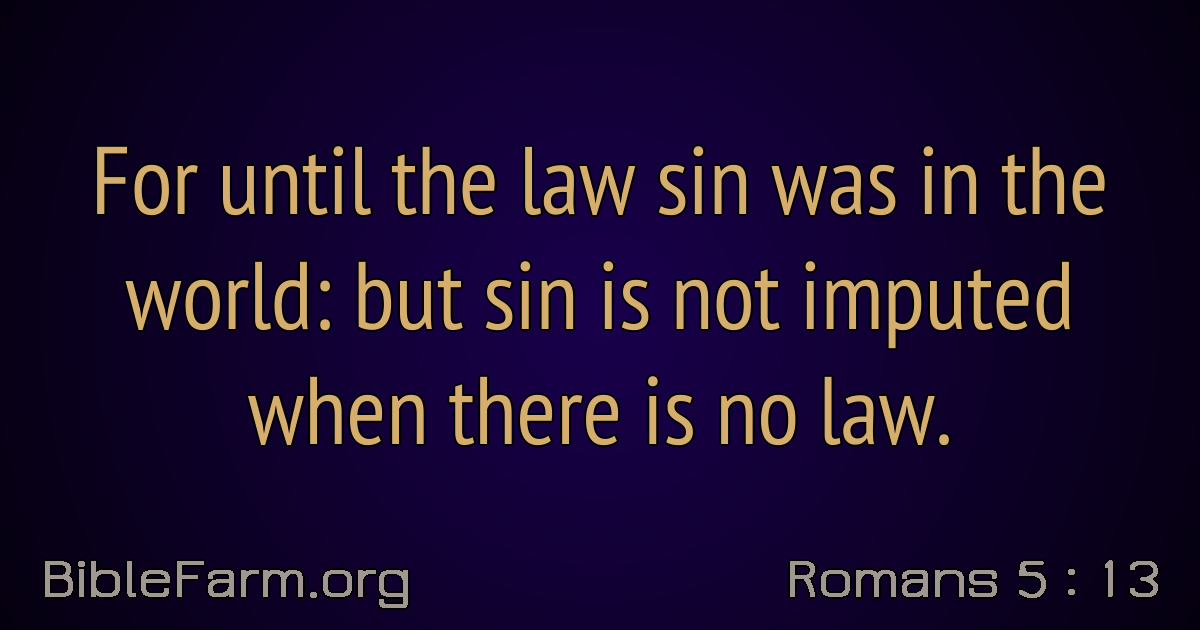 For until the law sin was in the
world: but sin is not imputed
when there is no law.
BibleFarm.org
Romans 5 : 13